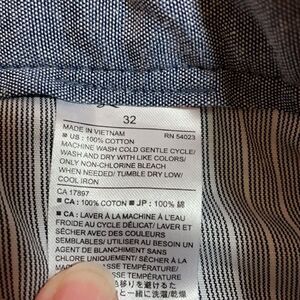 32
MADE IN VIETNAM RN 54023
■ US: 100% COTTON
MACHINE WASH COLD GENTLE CYCLE/
WASH AND DRY WITH LIKE COLORS/
ONLY NON-CHLORINE BLEACH
WHEN NEEDED/ TUMBLE DRY LOW/
COOL IRON
CA 17897
■ CA: 100% COTON ■ JP: 100% 綿
■ CA: LAVER À LA MACHINE À L'EAU
FROIDE AU CYCLE DÉLICAT/ LAVER ET
SÉCHER AVEC DES COULEURS
SEMBLABLES/ UTILISER AU BESOIN UN
AGENT DE BLANCHIMENT SANS
CHLORE UNIQUEMENT/ SÉCHER À LA
MACHINE À BASSE TEMPÉRATURE/
ASSE TEMPÉRATURE